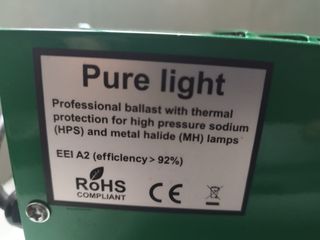 Pure light
Professional ballast with thermal
protection for high pressure sodium
(HPS) and metal halide (MH) lamps
EEI A2 (efficiency > 92%)
RoHS
COMPLIANT
CE